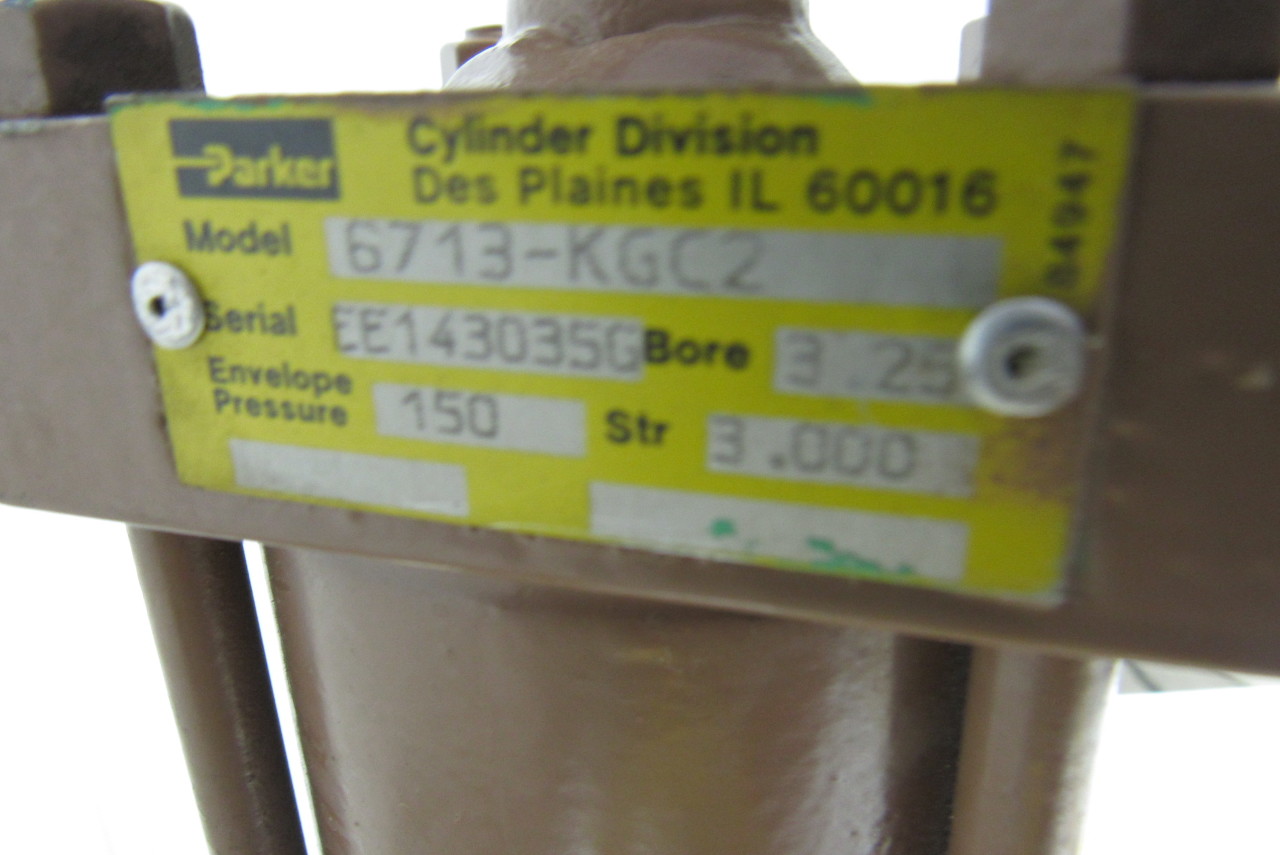 Parker
Cylinder Division
Des Plaines IL 60016
Model 6713-KGC2
Serial EE143035G Bore 3.25
Envelope Pressure 150 Str 3.000